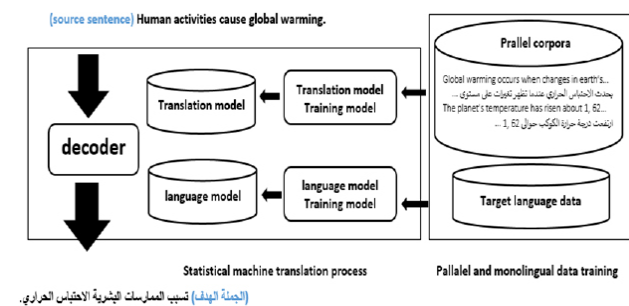 (source sentence) Human activities cause global warming.
Prallel corpora
Global warming occurs when changes in earth's...
يحدث الاحتباس الحراري عندما تظهر تغيرات على مستوى ...
The planet's temperature has risen about 1, 62...
ارتفعت درجة حرارة الكوكب حوالي 62 ,1 ...
Translation model
Translation model
Training model
decoder
language model
language model
Training model
Target language data
Statistical machine translation process
Pallalel and monolingual data training
(الجملة الهدف) تسبب الممارسات البشرية الاحتباس الحراري.